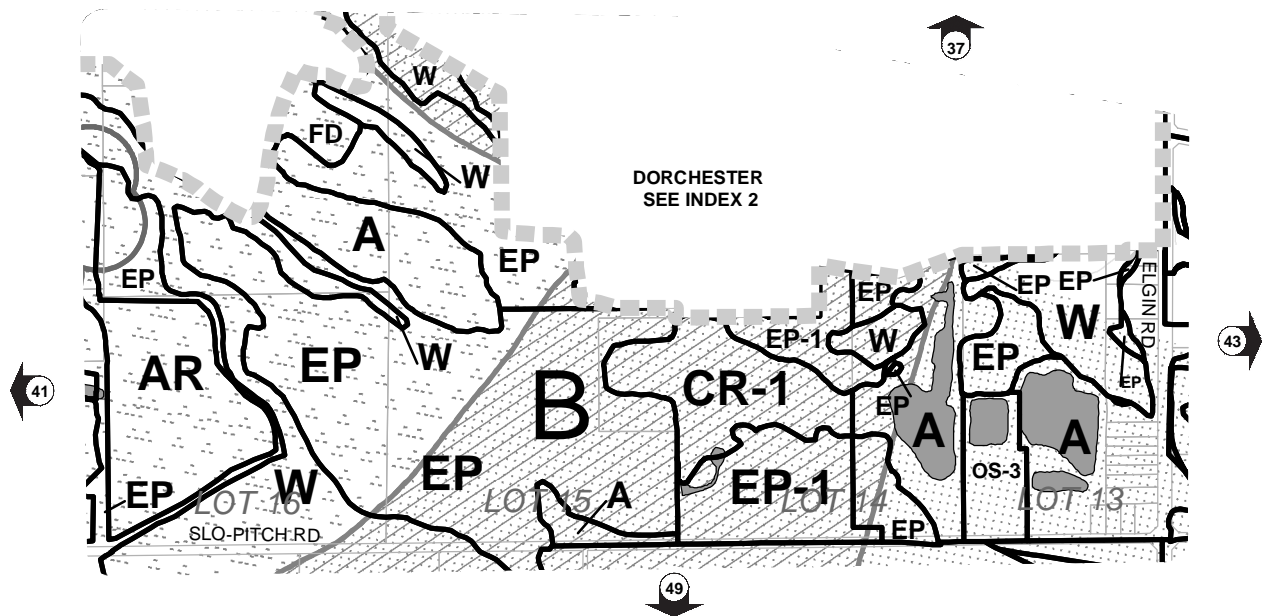 37
W
FD
W
DORCHESTER
SEE INDEX 2
A
EP
EP
EP
EP
EP
ELGIN RD
W
EP-1
W
43
W
EP
EP
AR
B
CR-1
EP
41
EP
A
A
EP
EP-1
OS-3
EP
W
A
LOT 16
LOT 15
LOT 14
LOT 13
SLO-PITCH RD
EP
49